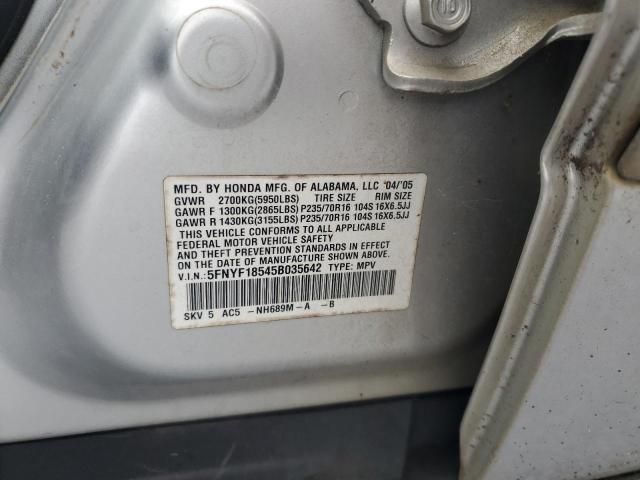 MFD. BY HONDA MFG. OF ALABAMA, LLC '04/'05
GVWR 2700KG(5950LBS) TIRE SIZE RIM SIZE
GAWR F 1300KG(2865LBS)P235/70R16 104S 16X6.5JJ
GAWR R 1430KG(3155LBS)P235/70R16 104S 16X6.5JJ
THIS VEHICLE CONFORMS TO ALL APPLICABLE
FEDERAL MOTOR VEHICLE SAFETY
AND THEFT PREVENTION STANDARDS IN EFFECT
ON THE DATE OF MANUFACTURE SHOWN ABOVE.
V.I.N.: 5FNYF18545B035642 TYPE: MPV
SKV 5 AC5 -NH689M-A -B